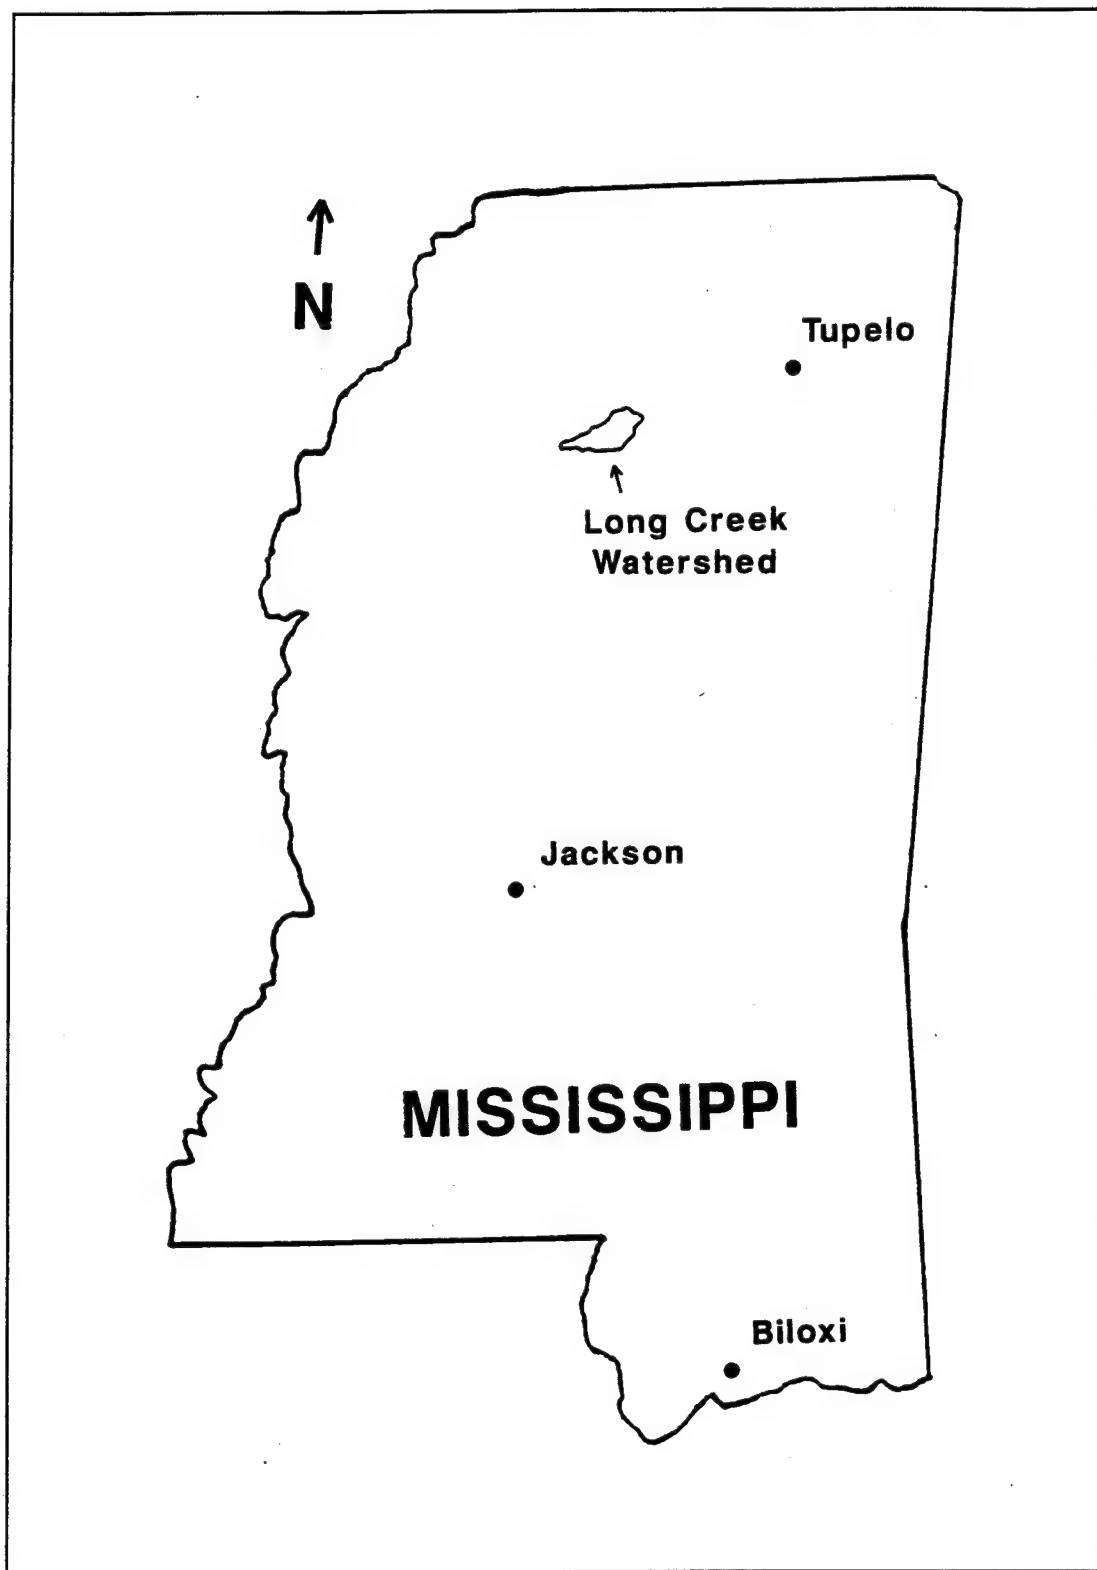 N
Tupelo
Long Creek
Watershed
Jackson
MISSISSIPPI
Biloxi